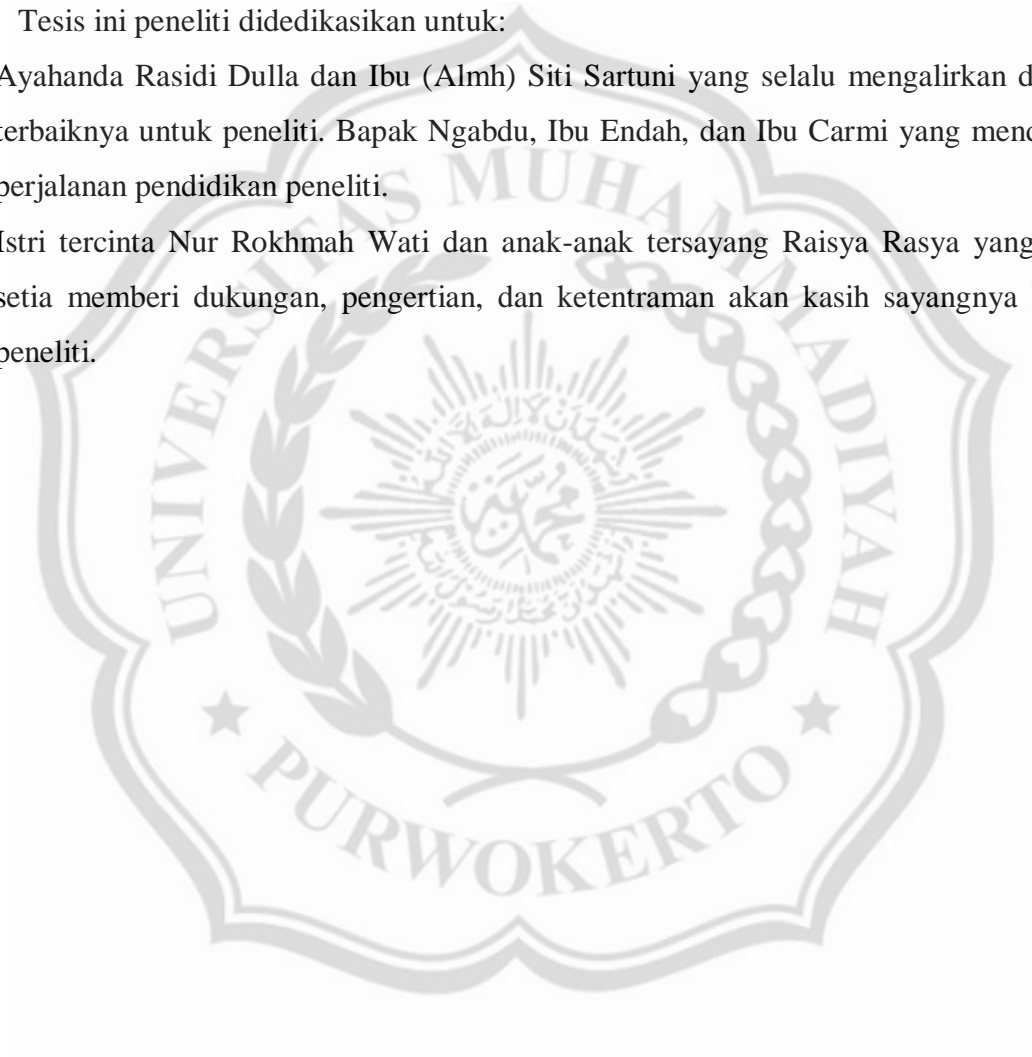 Tesis ini peneliti didedikasikan untuk:
Ayahanda Rasidi Dulla dan Ibu (Almh) Siti Sartuni yang selalu mengalirkan d
terbaiknya untuk peneliti. Bapak Ngabdu, Ibu Endah, dan Ibu Carmi yang
perjalanan pendidikan peneliti.
Istri tercinta Nur Rokhmah Wati dan anak-anak tersayang Raisya Rasya yang
setia memberi dukungan, pengertian, dan ketentraman akan kasih sayangnya
peneliti.
UNIVERSITAS MUHAMMADIYAH
PURWOKERTO